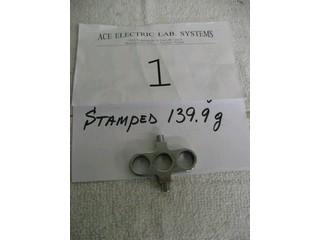 ACE ELECTRIC LAB. SYSTEMS
1
STAMPED 139.9g